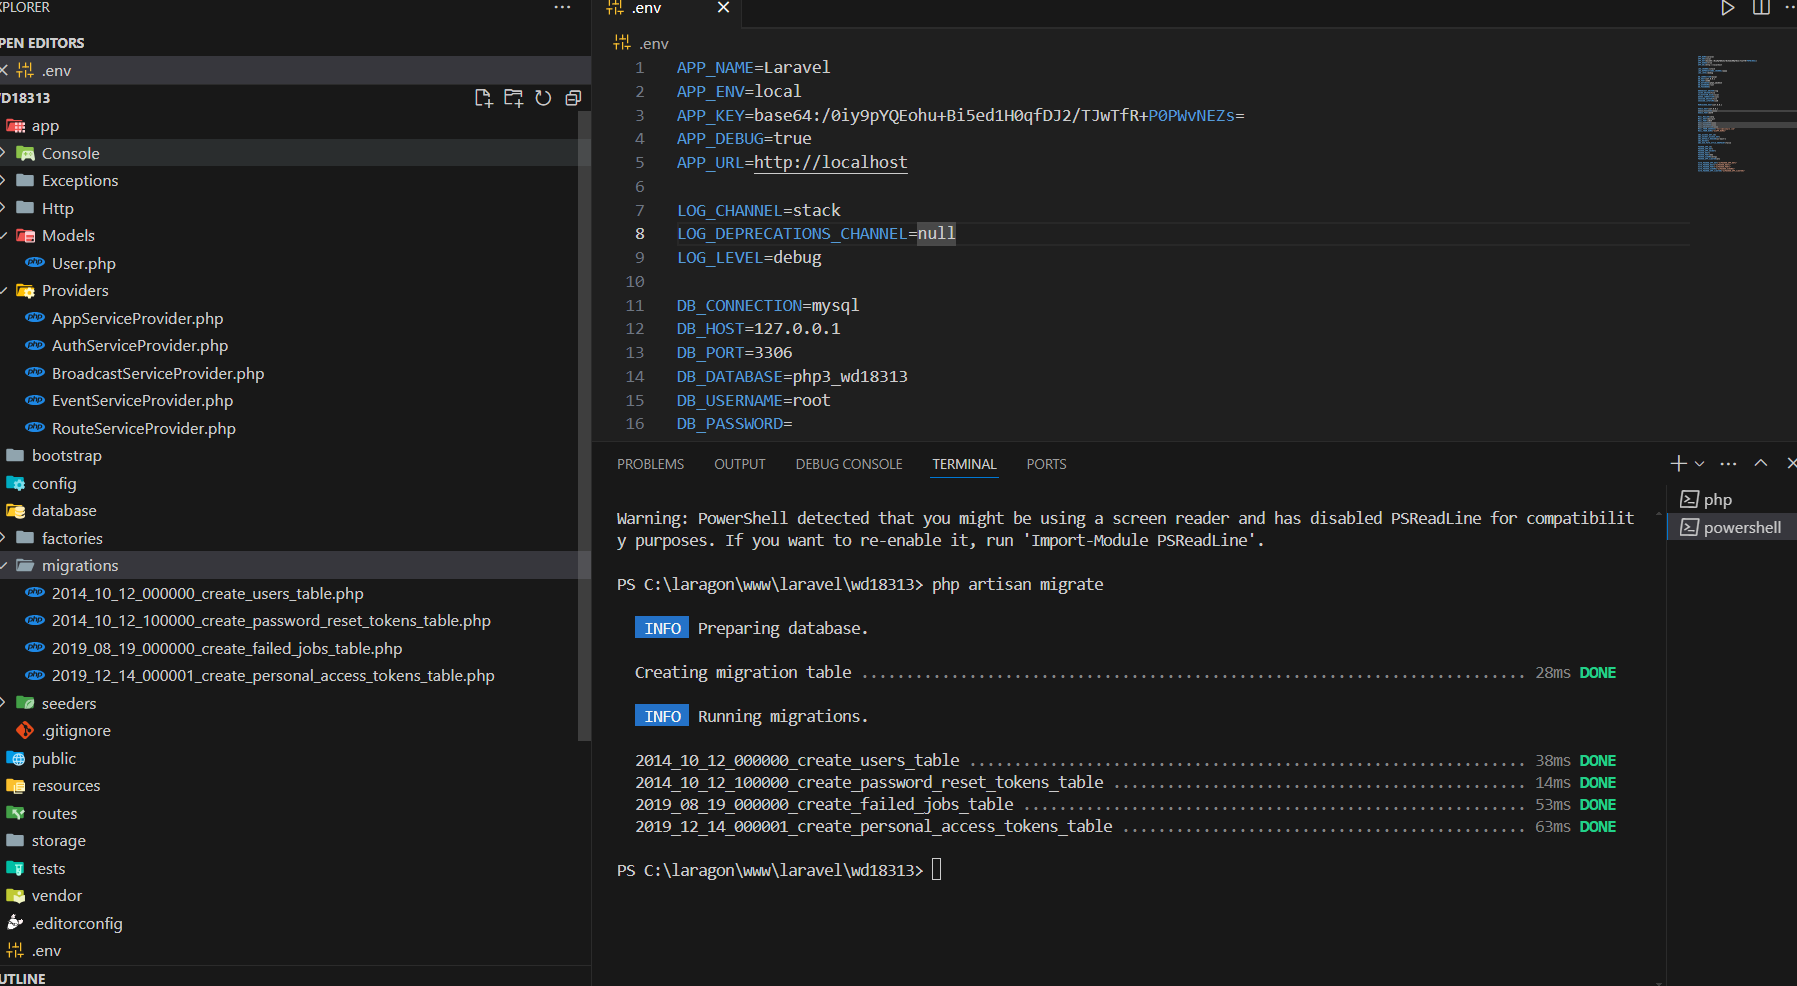 XPLORER
PEN EDITORS
.env
D18313
app
Console
Exceptions
Http
Models
User.php
Providers
AppServiceProvider.php
AuthServiceProvider.php
BroadcastServiceProvider.php
EventServiceProvider.php
RouteServiceProvider.php
bootstrap
config
database
factories
migrations
2014_10_12_000000_create_users_table.php
2014_10_12_100000_create_password_reset_tokens_table.php
2019_08_19_000000_create_failed_jobs_table.php
2019_12_14_000001_create_personal_access_tokens_table.php
seeders
.gitignore
public
resources
routes
storage
tests
vendor
.editorconfig
.env
UTLINE
.env
.env
1 APP_NAME=Laravel
2 APP_ENV=local
3 APP_KEY=base64:/0iy9pYQEohu+Bi5ed1H0qfDJ2/TJwTfR+P0PWvNEZs=
4 APP_DEBUG=true
5 APP_URL=http://localhost
6
7 LOG_CHANNEL=stack
8 LOG_DEPRECATIONS_CHANNEL=null
9 LOG_LEVEL=debug
10
11 DB_CONNECTION=mysql
12 DB_HOST=127.0.0.1
13 DB_PORT=3306
14 DB_DATABASE=php3_wd18313
15 DB_USERNAME=root
16 DB_PASSWORD=
PROBLEMS OUTPUT DEBUG CONSOLE TERMINAL PORTS
Warning: PowerShell detected that you might be using a screen reader and has disabled PSReadLine for compatibilit
y purposes. If you want to re-enable it, run 'Import-Module PSReadLine'.
PS C:\laragon\www\laravel\wd18313> php artisan migrate
INFO Preparing database.
Creating migration table .......................................................................... 28ms DONE
INFO Running migrations.
2014_10_12_000000_create_users_table .............................................................. 38ms DONE
2014_10_12_100000_create_password_reset_tokens_table .............................................. 14ms DONE
2019_08_19_000000_create_failed_jobs_table ........................................................ 53ms DONE
2019_12_14_000001_create_personal_access_tokens_table ............................................. 63ms DONE
PS C:\laragon\www\laravel\wd18313>
php
powershell